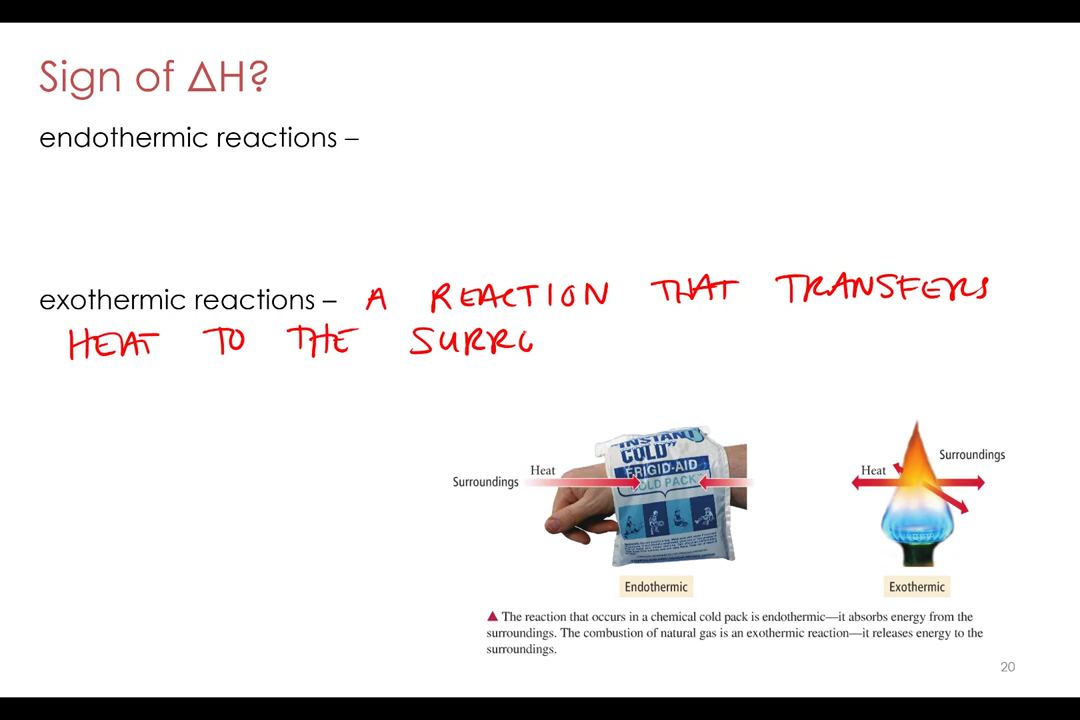 Sign of ΔH?
endothermic reactions –
exothermic reactions – A REACTION THAT TRANSFERS
HEAT TO THE SURRO
"INSTANT
COLD"
FRIGID-AID
COLD PACK
Heat
Surroundings
Endothermic
Heat
Surroundings
Exothermic
▲ The reaction that occurs in a chemical cold pack is endothermic—it absorbs energy from the
surroundings. The combustion of natural gas is an exothermic reaction—it releases energy to the
surroundings.
20